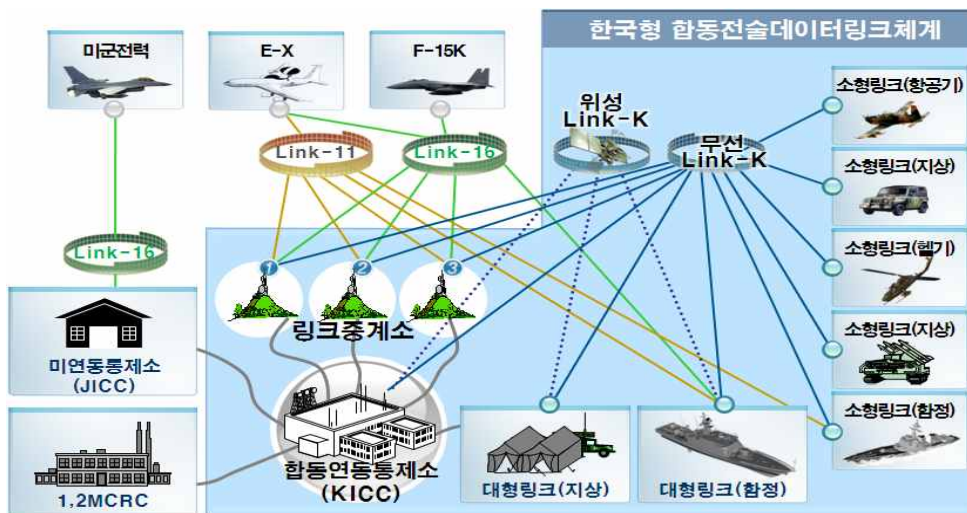 한국형 합동전술데이터링크체계
미군전력
E-X
F-15K
위성
Link-K
무선
Link-K
소형링크(항공기)
Link-11
Link-16
소형링크(지상)
Link-16
소형링크(헬기)
1
2
3
링크중계소
소형링크(지상)
미연동통제소
(JICC)
소형링크(함정)
합동연동통제소
(KICC)
대형링크(지상)
대형링크(함정)
1,2MCRC